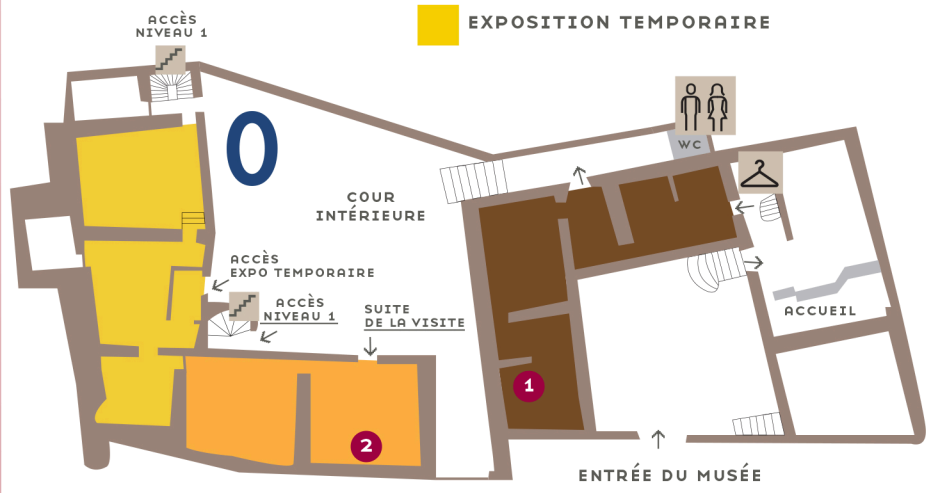 EXPOSITION TEMPORAIRE
ACCÈS
NIVEAU 1
0
WC
COUR
INTÉRIEURE
ACCÈS
EXPO TEMPORAIRE
ACCÈS
NIVEAU 1
SUITE
DE LA VISITE
ACCUEIL
1
2
ENTRÉE DU MUSÉE